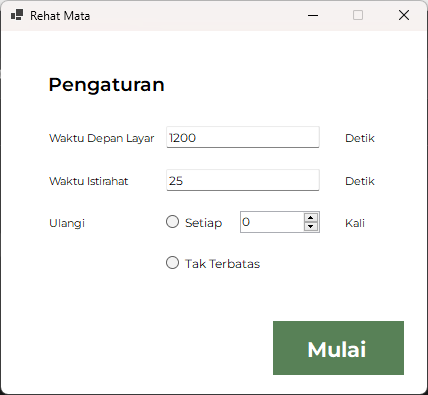 Rehat Mata
Pengaturan
Waktu Depan Layar 1200 Detik
Waktu Istirahat 25 Detik
Ulangi Setiap 0 Kali
Tak Terbatas
Mulai